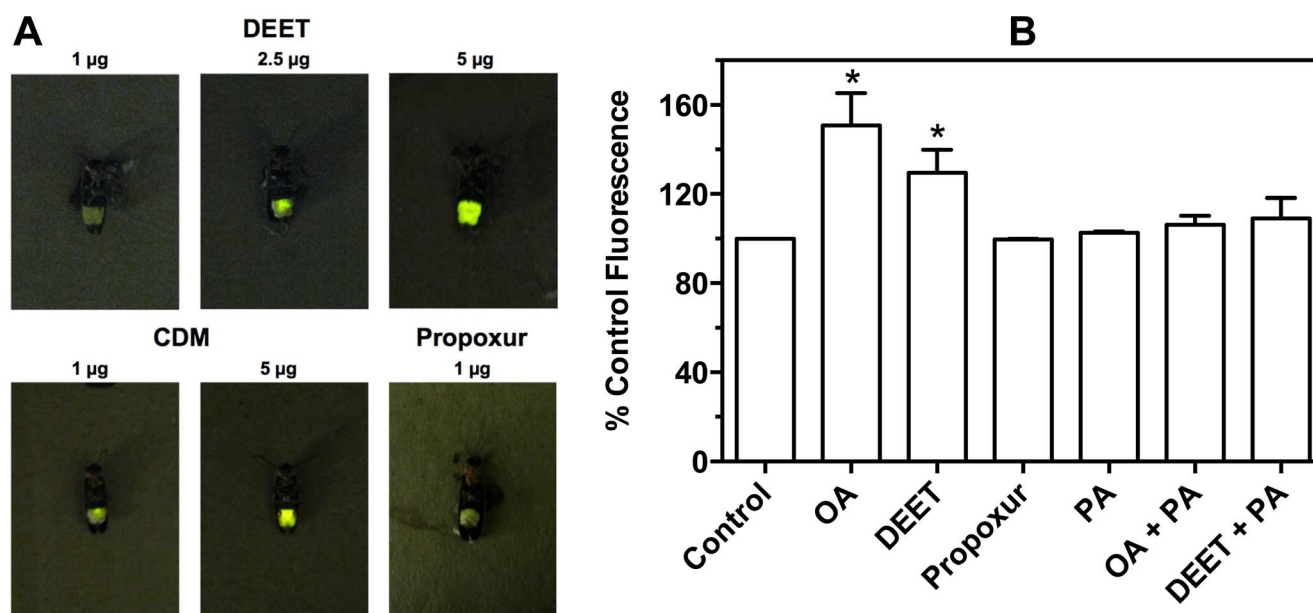 A
DEET
1 µg
2.5 µg
5 µg
CDM
Propoxur
1 µg
5 µg
1 µg
B
% Control Fluorescence
160
120
80
40
0
*
*
Control
OA
DEET
Propoxur
PA
OA + PA
DEET + PA